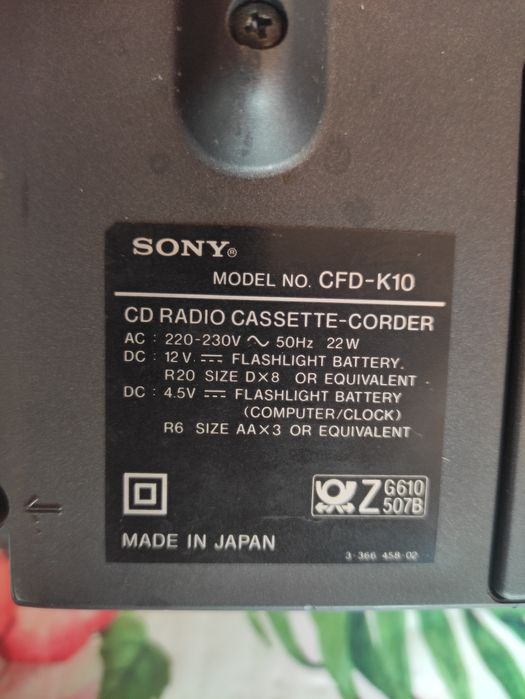 SONY®
MODEL NO. CFD-K10
CD RADIO CASSETTE-CORDER
AC : 220-230V ~ 50Hz 22W
DC : 12V ⎓ FLASHLIGHT BATTERY.
R20 SIZE D×8 OR EQUIVALENT
DC : 4.5V ⎓ FLASHLIGHT BATTERY
(COMPUTER/CLOCK)
R6 SIZE AA×3 OR EQUIVALENT
Z G610
507B
MADE IN JAPAN
3-366 458-02